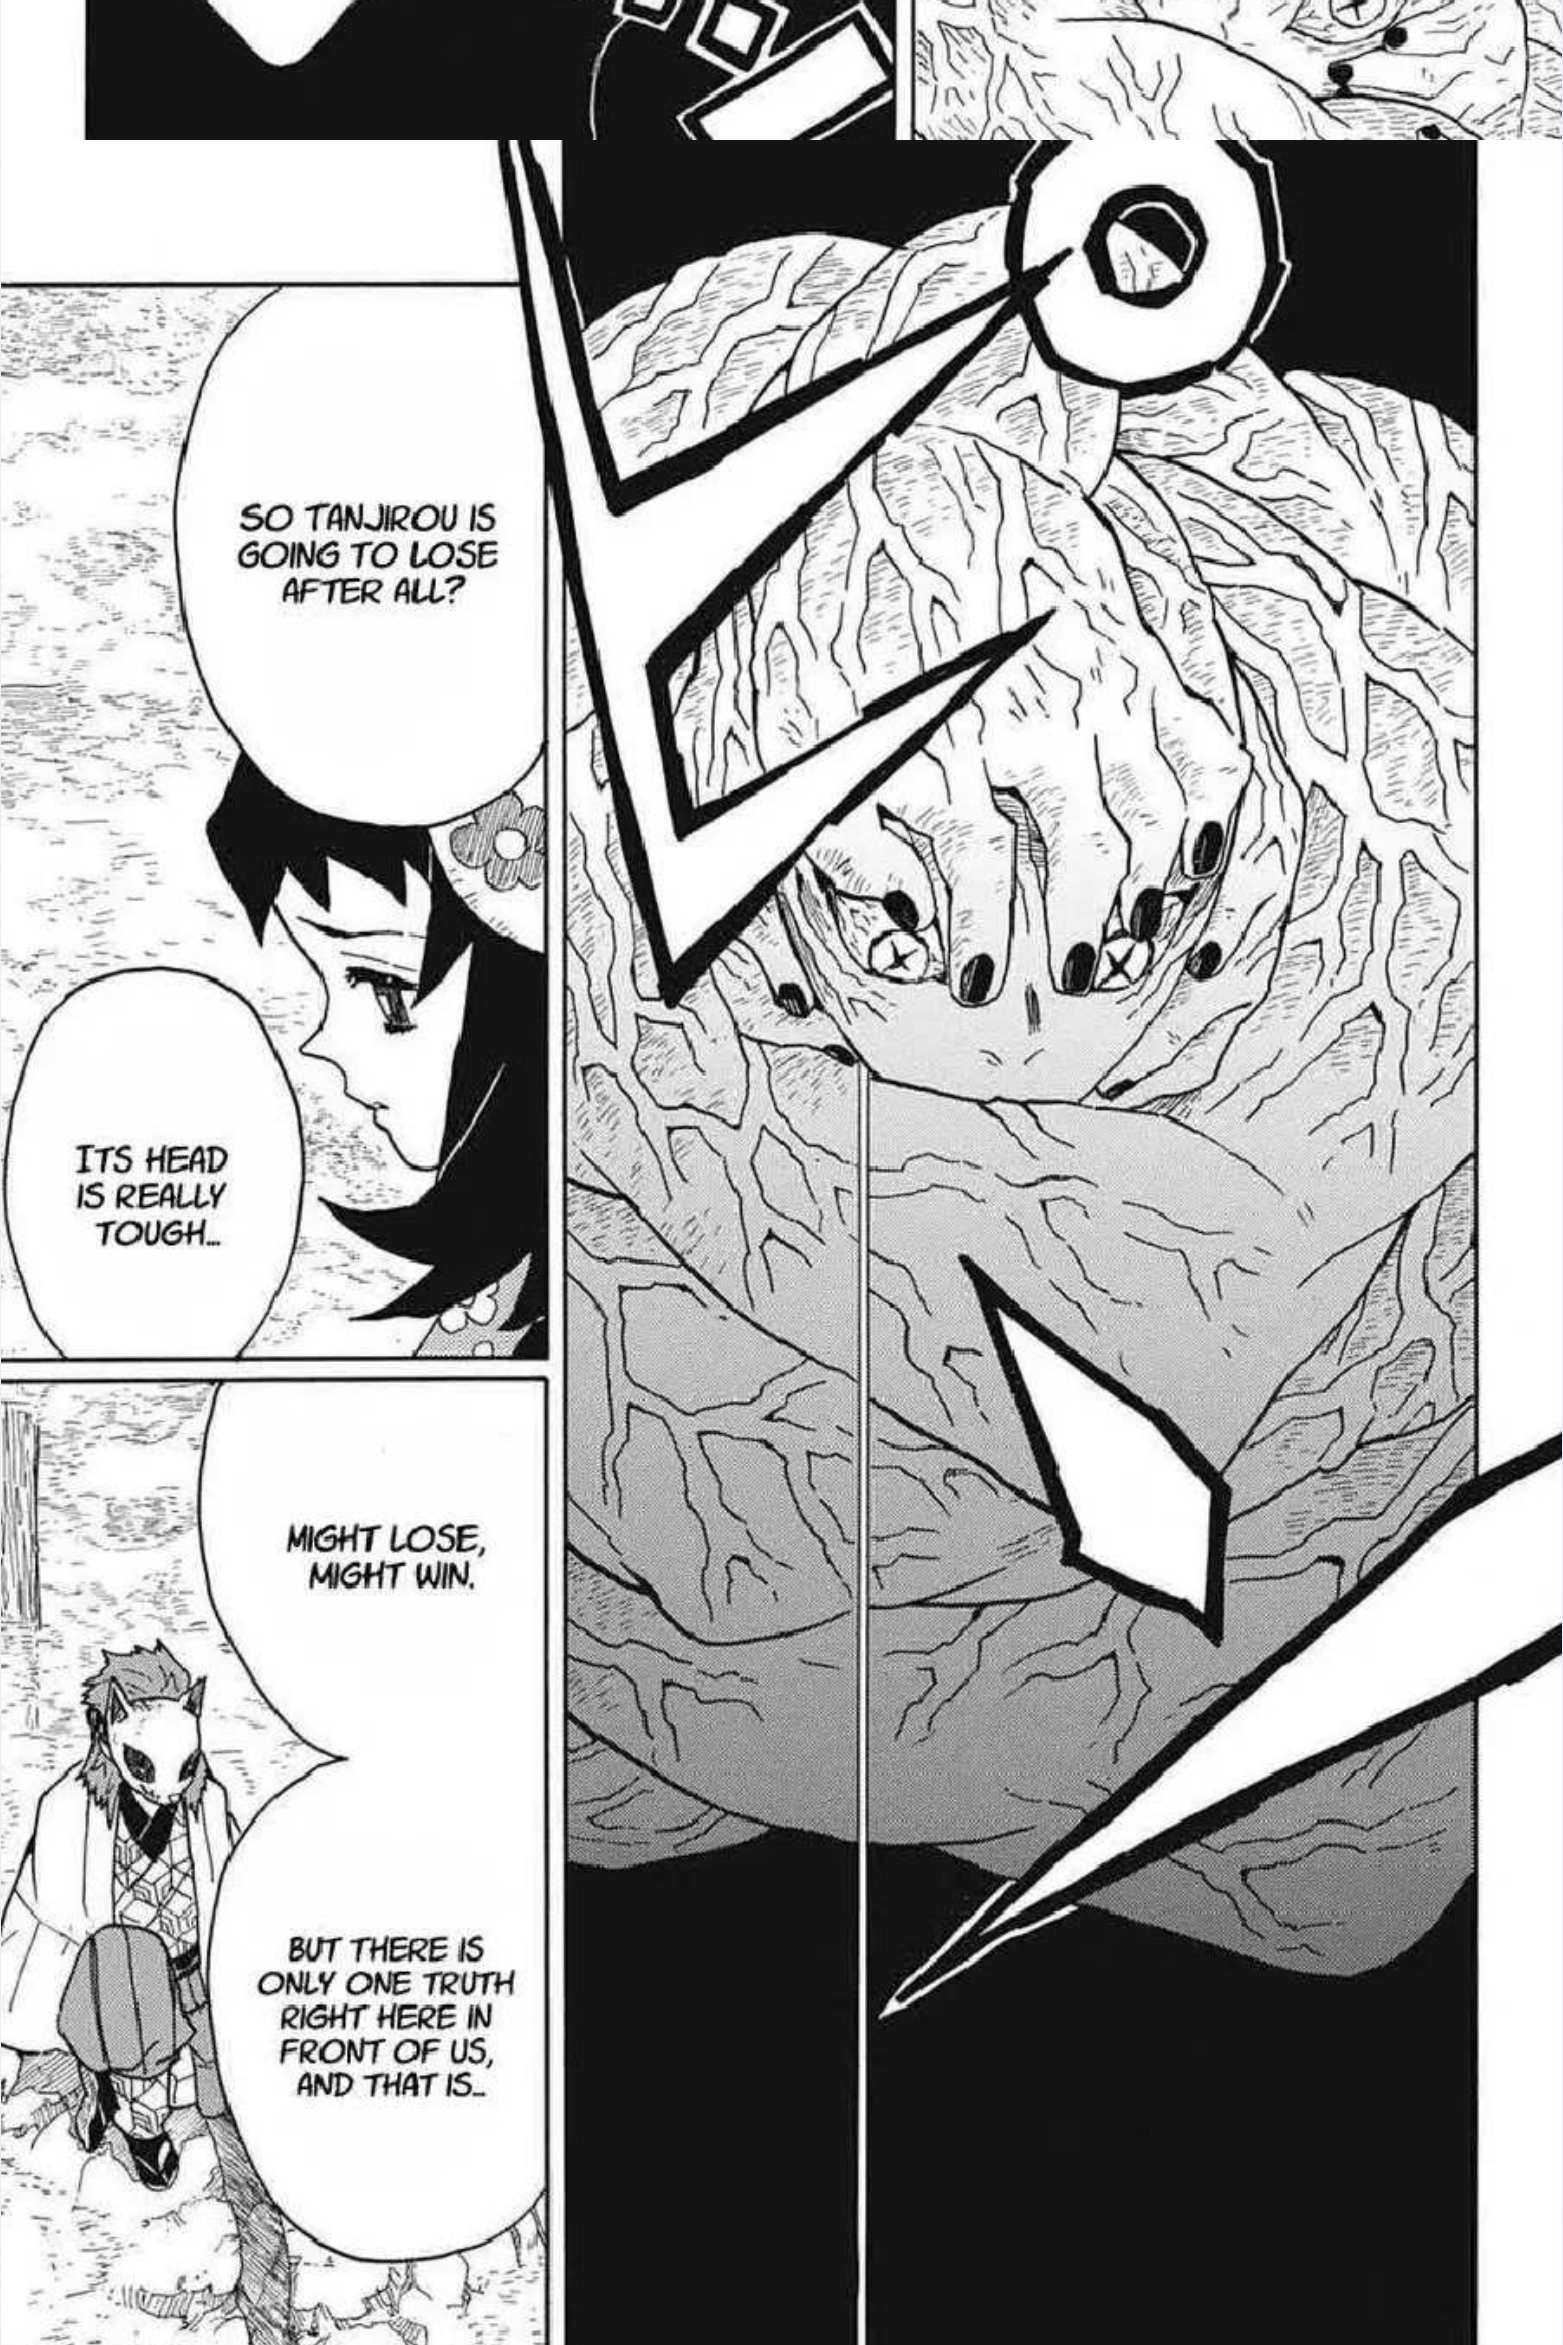 SO TANJIROU IS
GOING TO LOSE
AFTER ALL?
ITS HEAD
IS REALLY
TOUGH...
MIGHT LOSE,
MIGHT WIN.
BUT THERE IS
ONLY ONE TRUTH
RIGHT HERE IN
FRONT OF US,
AND THAT IS...